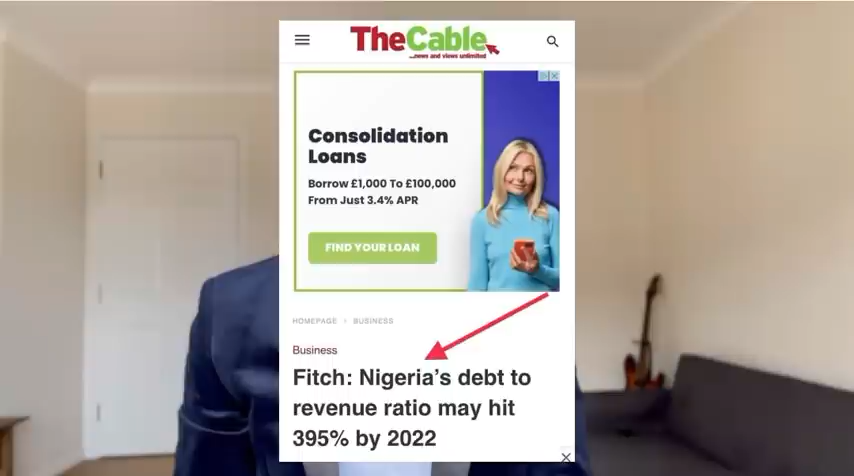 TheCable
...news and views unlimited
Consolidation
Loans
Borrow £1,000 To £100,000
From Just 3.4% APR
FIND YOUR LOAN
HOMEPAGE › BUSINESS
Business
Fitch: Nigeria’s debt to
revenue ratio may hit
395% by 2022